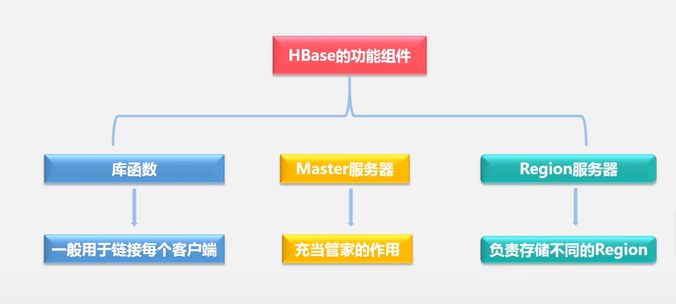 HBase的功能组件
库函数
Master服务器
Region服务器
一般用于链接每个客户端
充当管家的作用
负责存储不同的Region